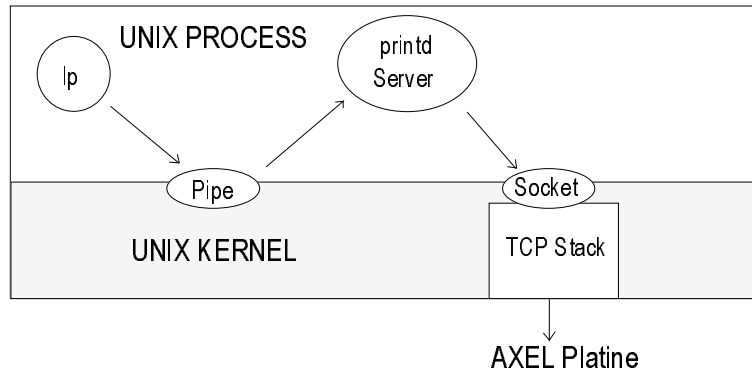 UNIX PROCESS
printd
Server
lp
Pipe
Socket
UNIX KERNEL
TCP Stack
AXEL Platine